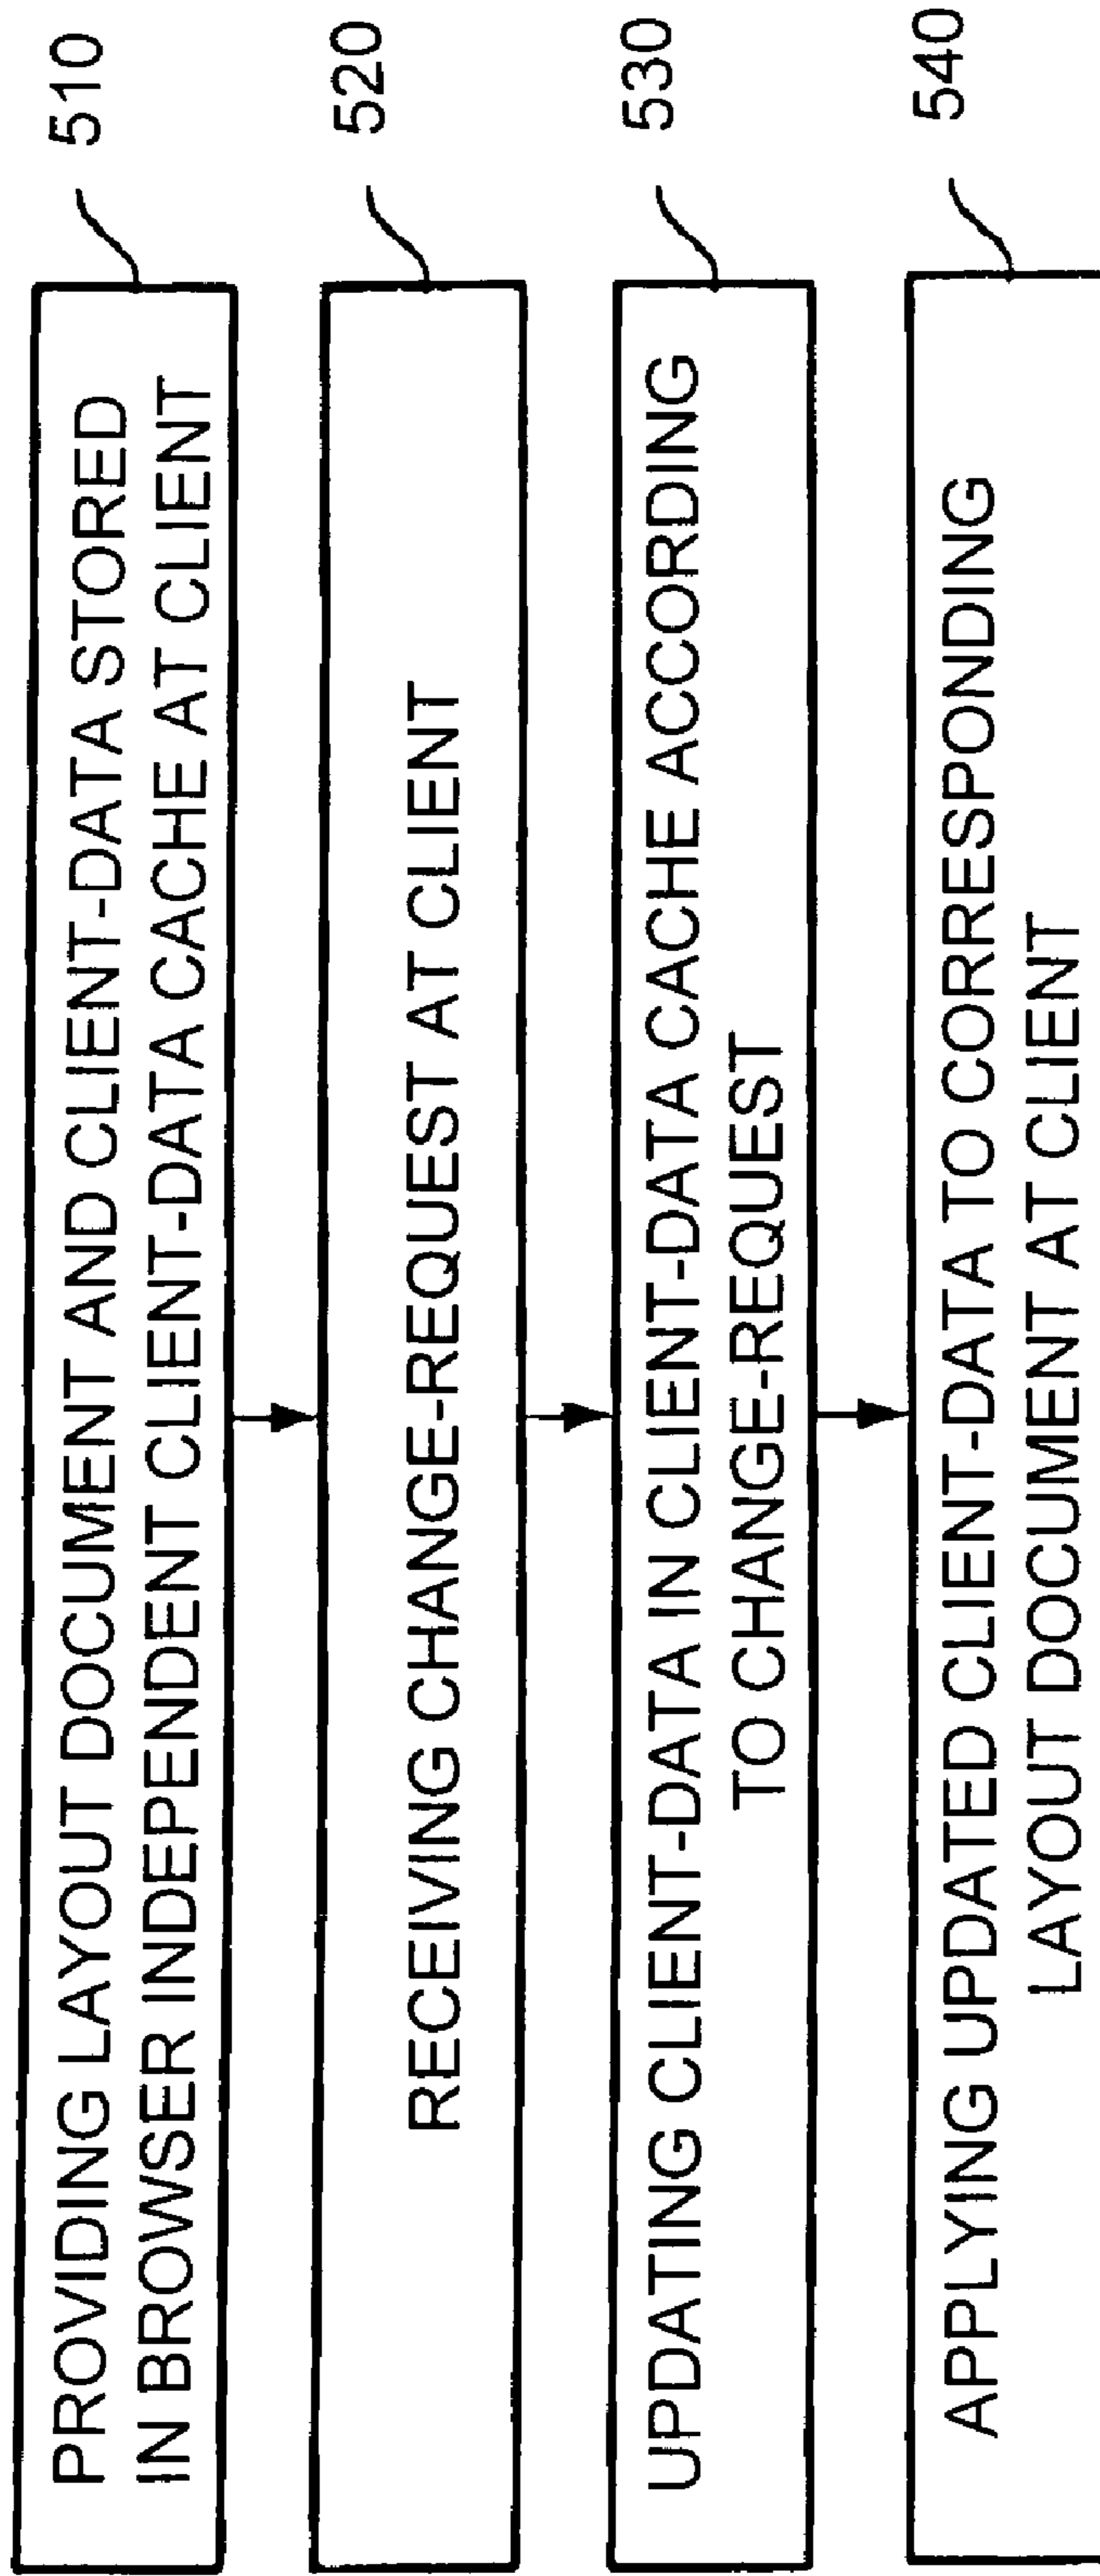 PROVIDING LAYOUT DOCUMENT AND CLIENT-DATA STORED
IN BROWSER INDEPENDENT CLIENT-DATA CACHE AT CLIENT
510
RECEIVING CHANGE-REQUEST AT CLIENT
520
UPDATING CLIENT-DATA IN CLIENT-DATA CACHE ACCORDING
TO CHANGE-REQUEST
530
APPLYING UPDATED CLIENT-DATA TO CORRESPONDING
LAYOUT DOCUMENT AT CLIENT
540